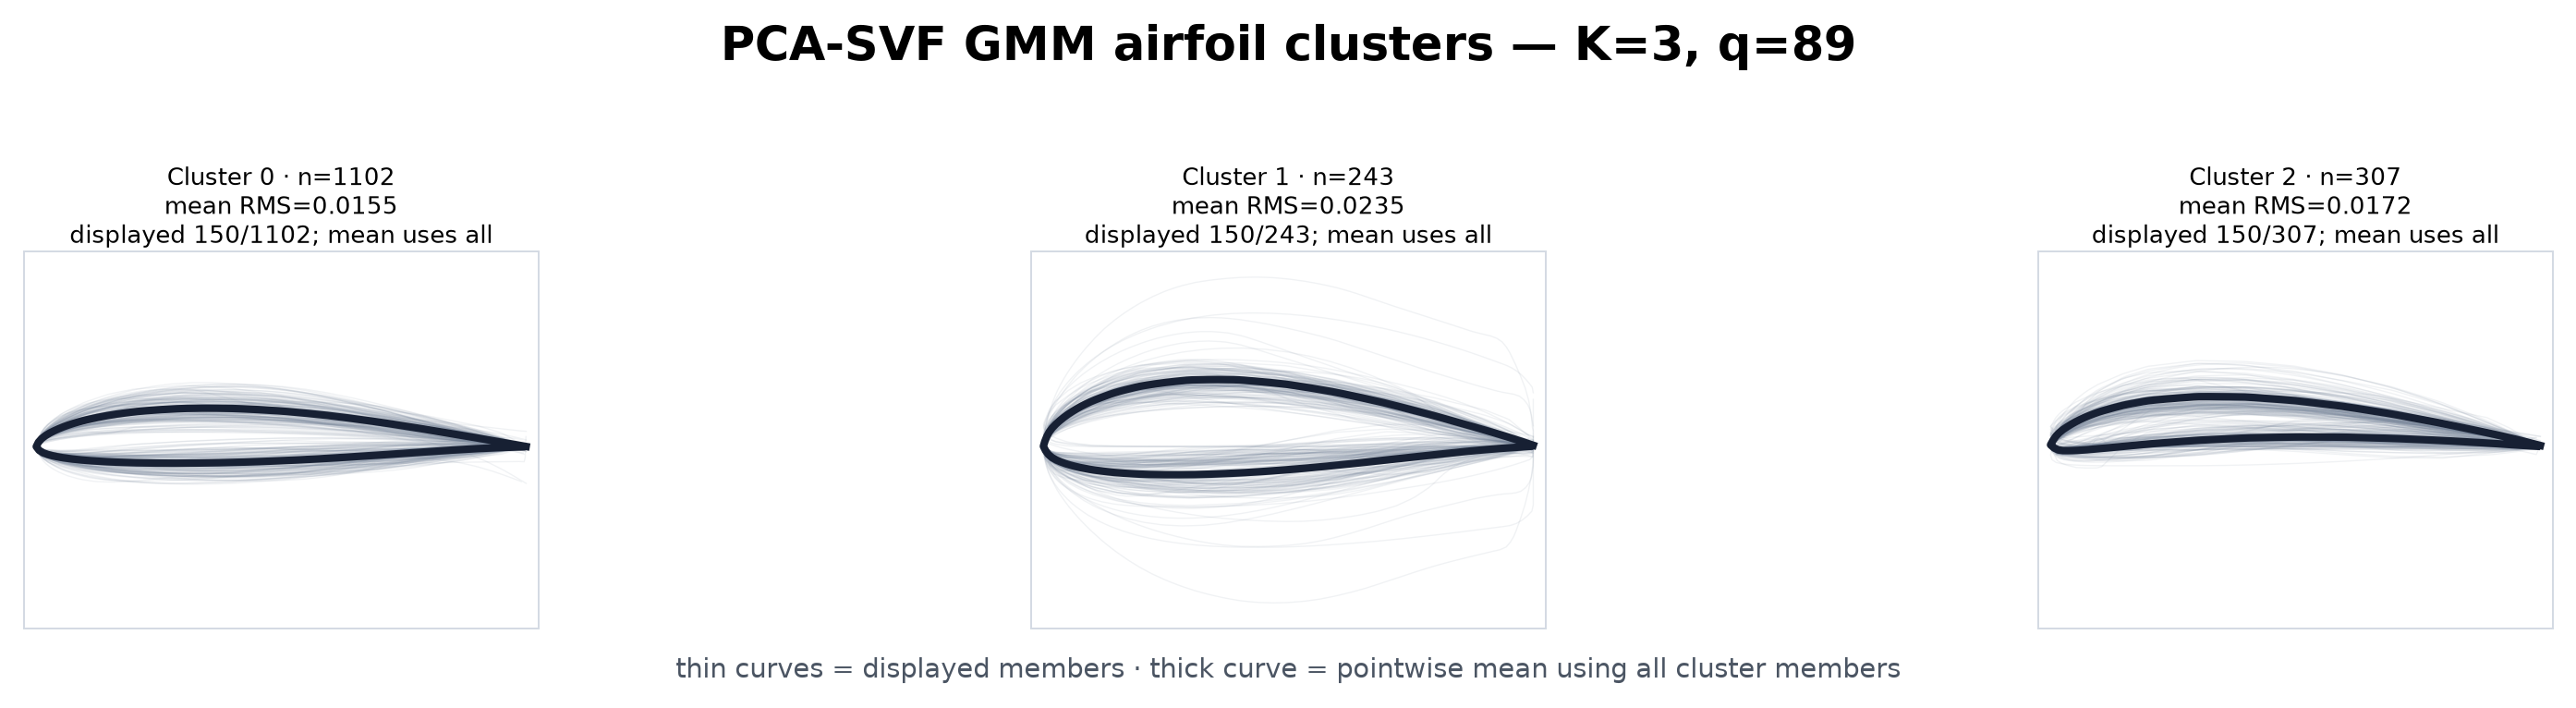 PCA-SVF GMM airfoil clusters — K=3, q=89
Cluster 0 · n=1102
mean RMS=0.0155
displayed 150/1102; mean uses all
Cluster 1 · n=243
mean RMS=0.0235
displayed 150/243; mean uses all
Cluster 2 · n=307
mean RMS=0.0172
displayed 150/307; mean uses all
thin curves = displayed members · thick curve = pointwise mean using all cluster members